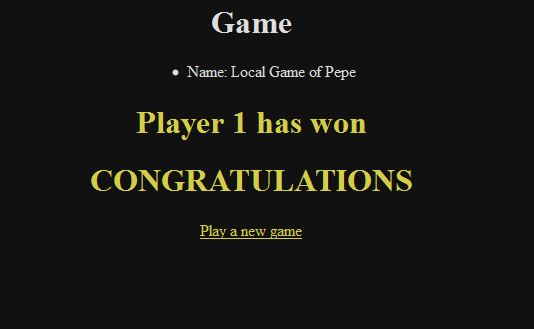 Game
Name: Local Game of Pepe
Player 1 has won
CONGRATULATIONS
Play a new game